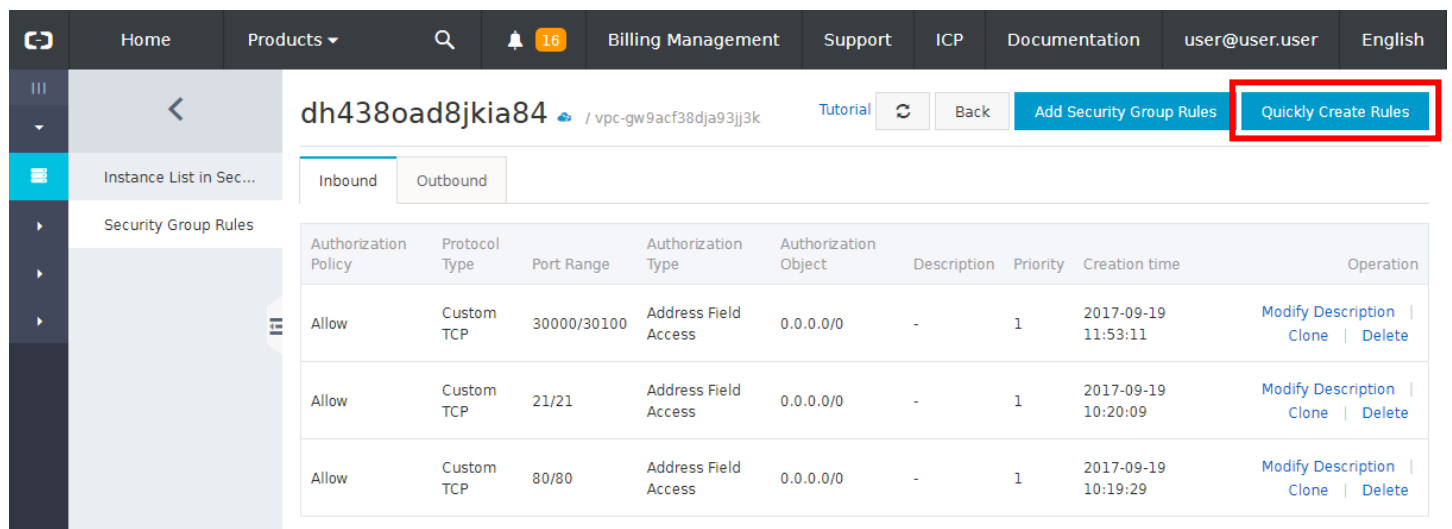 Home Products 16 Billing Management Support ICP Documentation user@user.user English
dh438oad8jkia84 / vpc-gw9acf38dja93jj3k Tutorial Back Add Security Group Rules Quickly Create Rules
Instance List in Sec...
Security Group Rules
Inbound Outbound
Authorization Policy Protocol Type Port Range Authorization Type Authorization Object Description Priority Creation time Operation
Allow Custom TCP 30000/30100 Address Field Access 0.0.0.0/0 - 1 2017-09-19 11:53:11 Modify Description | Clone | Delete
Allow Custom TCP 21/21 Address Field Access 0.0.0.0/0 - 1 2017-09-19 10:20:09 Modify Description | Clone | Delete
Allow Custom TCP 80/80 Address Field Access 0.0.0.0/0 - 1 2017-09-19 10:19:29 Modify Description | Clone | Delete